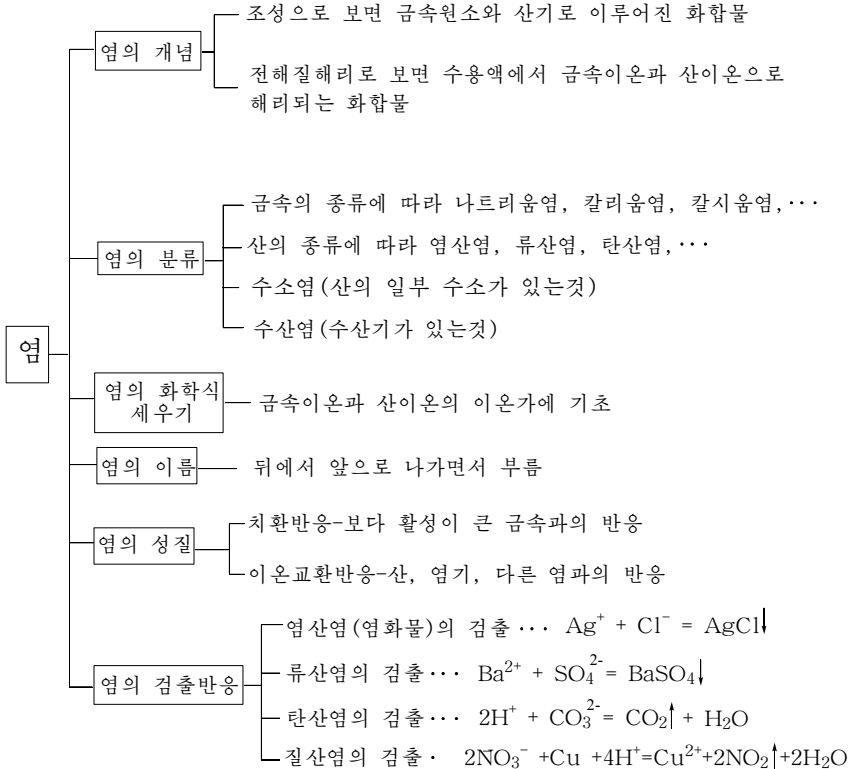 염
염의 개념
조성으로 보면 금속원소와 산기로 이루어진 화합물
전해질해리로 보면 수용액에서 금속이온과 산이온으로
해리되는 화합물
염의 분류
금속의 종류에 따라 나트리움염, 칼리움염, 칼시움염,···
산의 종류에 따라 염산염, 류산염, 탄산염,···
수소염(산의 일부 수소가 있는것)
수산염(수산기가 있는것)
염의 화학식
세우기
금속이온과 산이온의 이온가에 기초
염의 이름
뒤에서 앞으로 나가면서 부름
염의 성질
치환반응-보다 활성이 큰 금속과의 반응
이온교환반응-산, 염기, 다른 염과의 반응
염의 검출반응
염산염(염화물)의 검출 ··· Ag⁺ + Cl⁻ = AgCl↓
류산염의 검출··· Ba²⁺ + SO₄²⁻ = BaSO₄↓
탄산염의 검출··· 2H⁺ + CO₃²⁻ = CO₂↑ + H₂O
질산염의 검출· 2NO₃⁻ +Cu +4H⁺=Cu²⁺+2NO₂↑+2H₂O